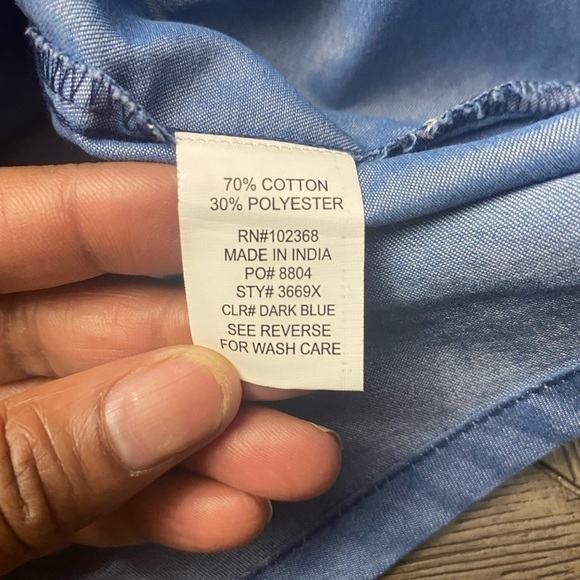 70% COTTON
30% POLYESTER
RN#102368
MADE IN INDIA
PO# 8804
STY# 3669X
CLR# DARK BLUE
SEE REVERSE
FOR WASH CARE